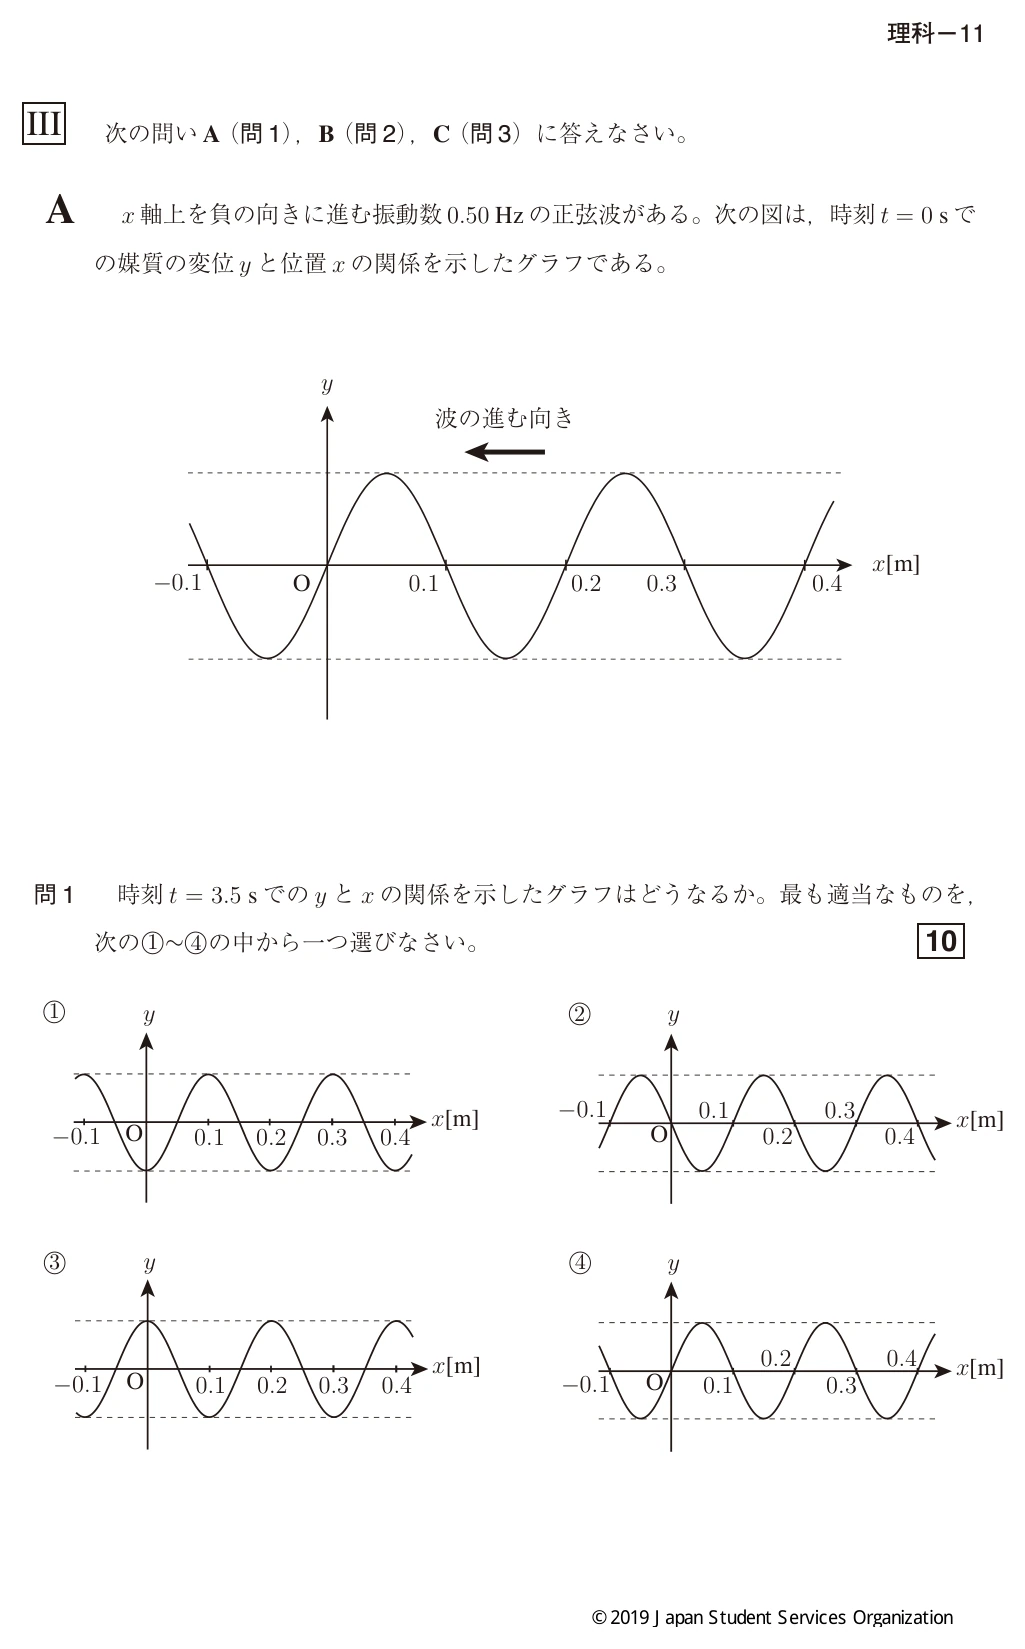 理科－11
III 次の問い A（問1），B（問2），C（問3）に答えなさい。
A x 軸上を負の向きに進む振動数 0.50 Hz の正弦波がある。次の図は，時刻 t = 0 s で
の媒質の変位 y と位置 x の関係を示したグラフである。
y
波の進む向き
−0.1 O 0.1 0.2 0.3 0.4 x[m]
問1 時刻 t = 3.5 s での y と x の関係を示したグラフはどうなるか。最も適当なものを，
次の①~④の中から一つ選びなさい。 10
①
y
−0.1 O 0.1 0.2 0.3 0.4 x[m]
②
y
−0.1 O 0.1 0.2 0.3 0.4 x[m]
③
y
−0.1 O 0.1 0.2 0.3 0.4 x[m]
④
y
−0.1 O 0.1 0.2 0.3 0.4 x[m]
© 2019 Japan Student Services Organization